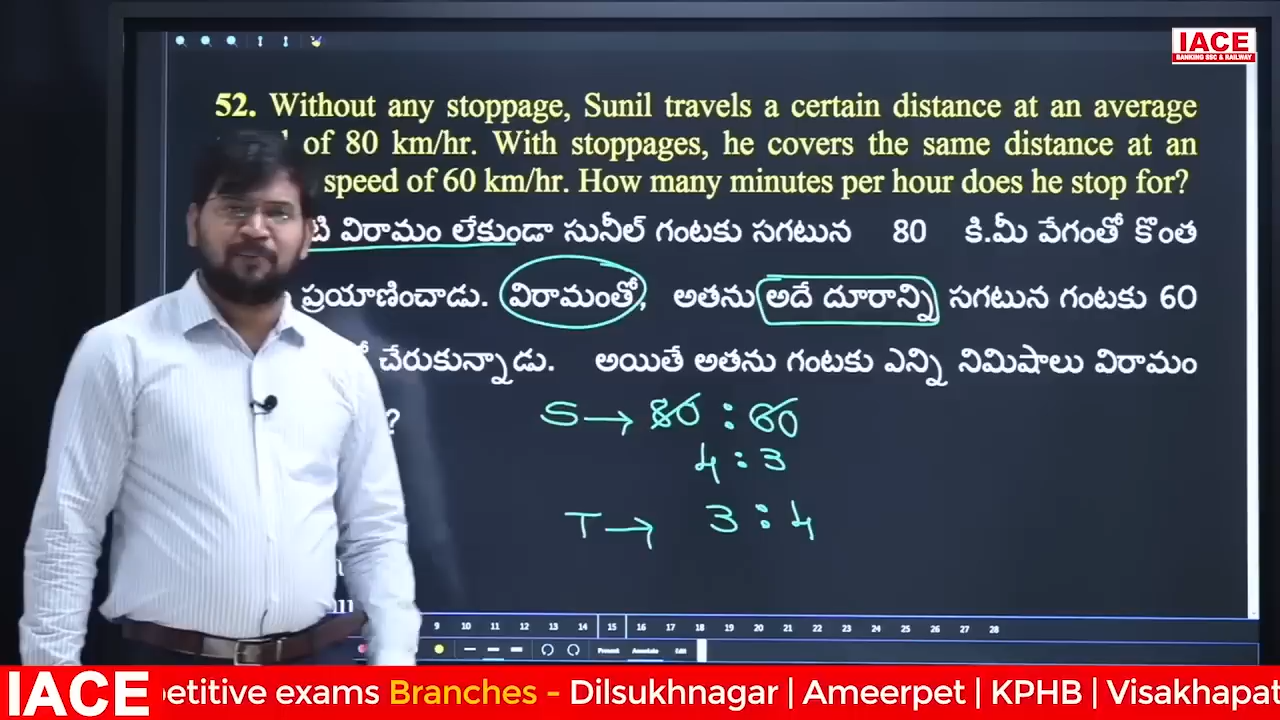 IACE
BANKING SSC & RAILWAY
52. Without any stoppage, Sunil travels a certain distance at an average
of 80 km/hr. With stoppages, he covers the same distance at an
speed of 60 km/hr. How many minutes per hour does he stop for?
టి విరామం లేకుండా సునీల్ గంటకు సగటున 80 కి.మీ వేగంతో కొంత
ప్రయాణించాడు. విరామంతో, అతను అదే దూరాన్ని సగటున గంటకు 60
చేరుకున్నాడు. అయితే అతను గంటకు ఎన్ని నిమిషాలు విరామం
?
S → 80 : 60
4 : 3
T → 3 : 4
9 10 11 12 13 14 15 16 17 18 19 20 21 22 23 24 25 26 27 28
Present Annotate Edit
IACE petitive exams Branches - Dilsukhnagar | Ameerpet | KPHB | Visakhapat